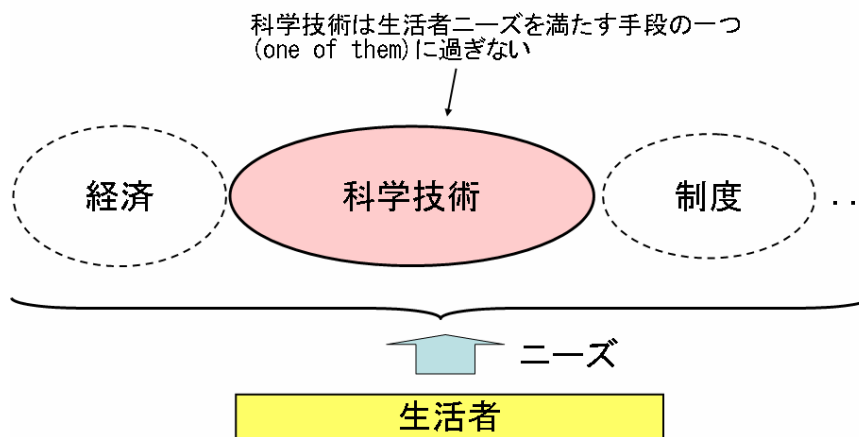 科学技術は生活者ニーズを満たす手段の一つ
(one of them)に過ぎない
経済
科学技術
制度
‥
ニーズ
生活者